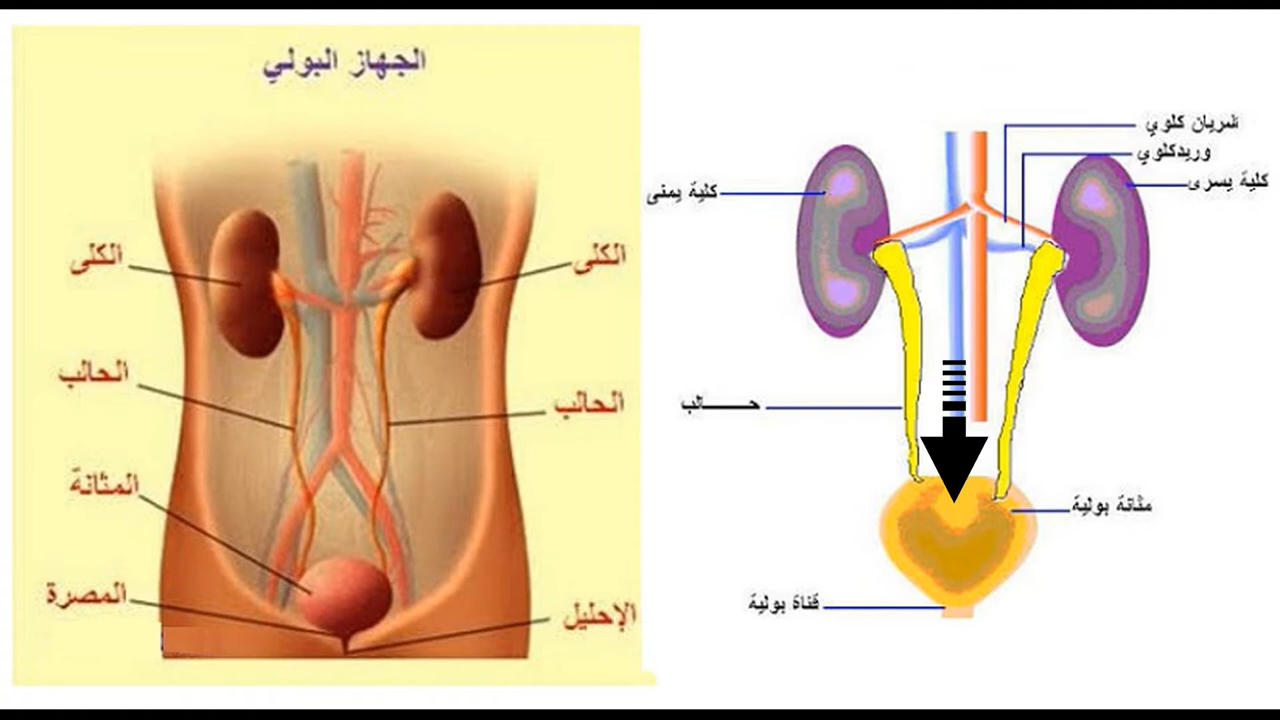 الجهاز البولي
الكلى
الكلى
الحالب
الحالب
المثانة
المصرة
الإحليل
شريان كلوي
وريدكلوي
كلية يسرى
كلية يمنى
حـــــالب
مثانة بولية
قناة بولية